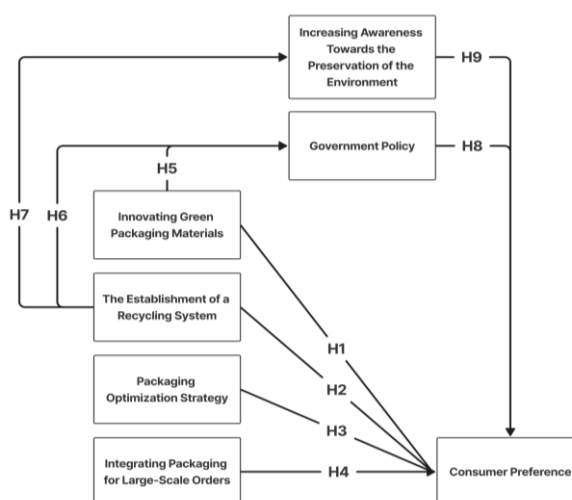 Increasing Awareness
Towards the
Preservation of the
Environment
H9
Government Policy
H8
H5
H7
H6
Innovating Green
Packaging Materials
The Establishment of a
Recycling System
H1
H2
Packaging
Optimization Strategy
H3
Integrating Packaging
for Large-Scale Orders
H4
Consumer Preference